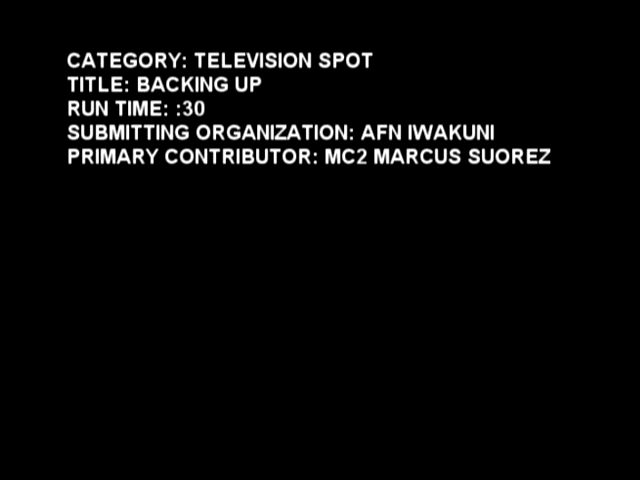 CATEGORY: TELEVISION SPOT
TITLE: BACKING UP
RUN TIME: :30
SUBMITTING ORGANIZATION: AFN IWAKUNI
PRIMARY CONTRIBUTOR: MC2 MARCUS SUOREZ